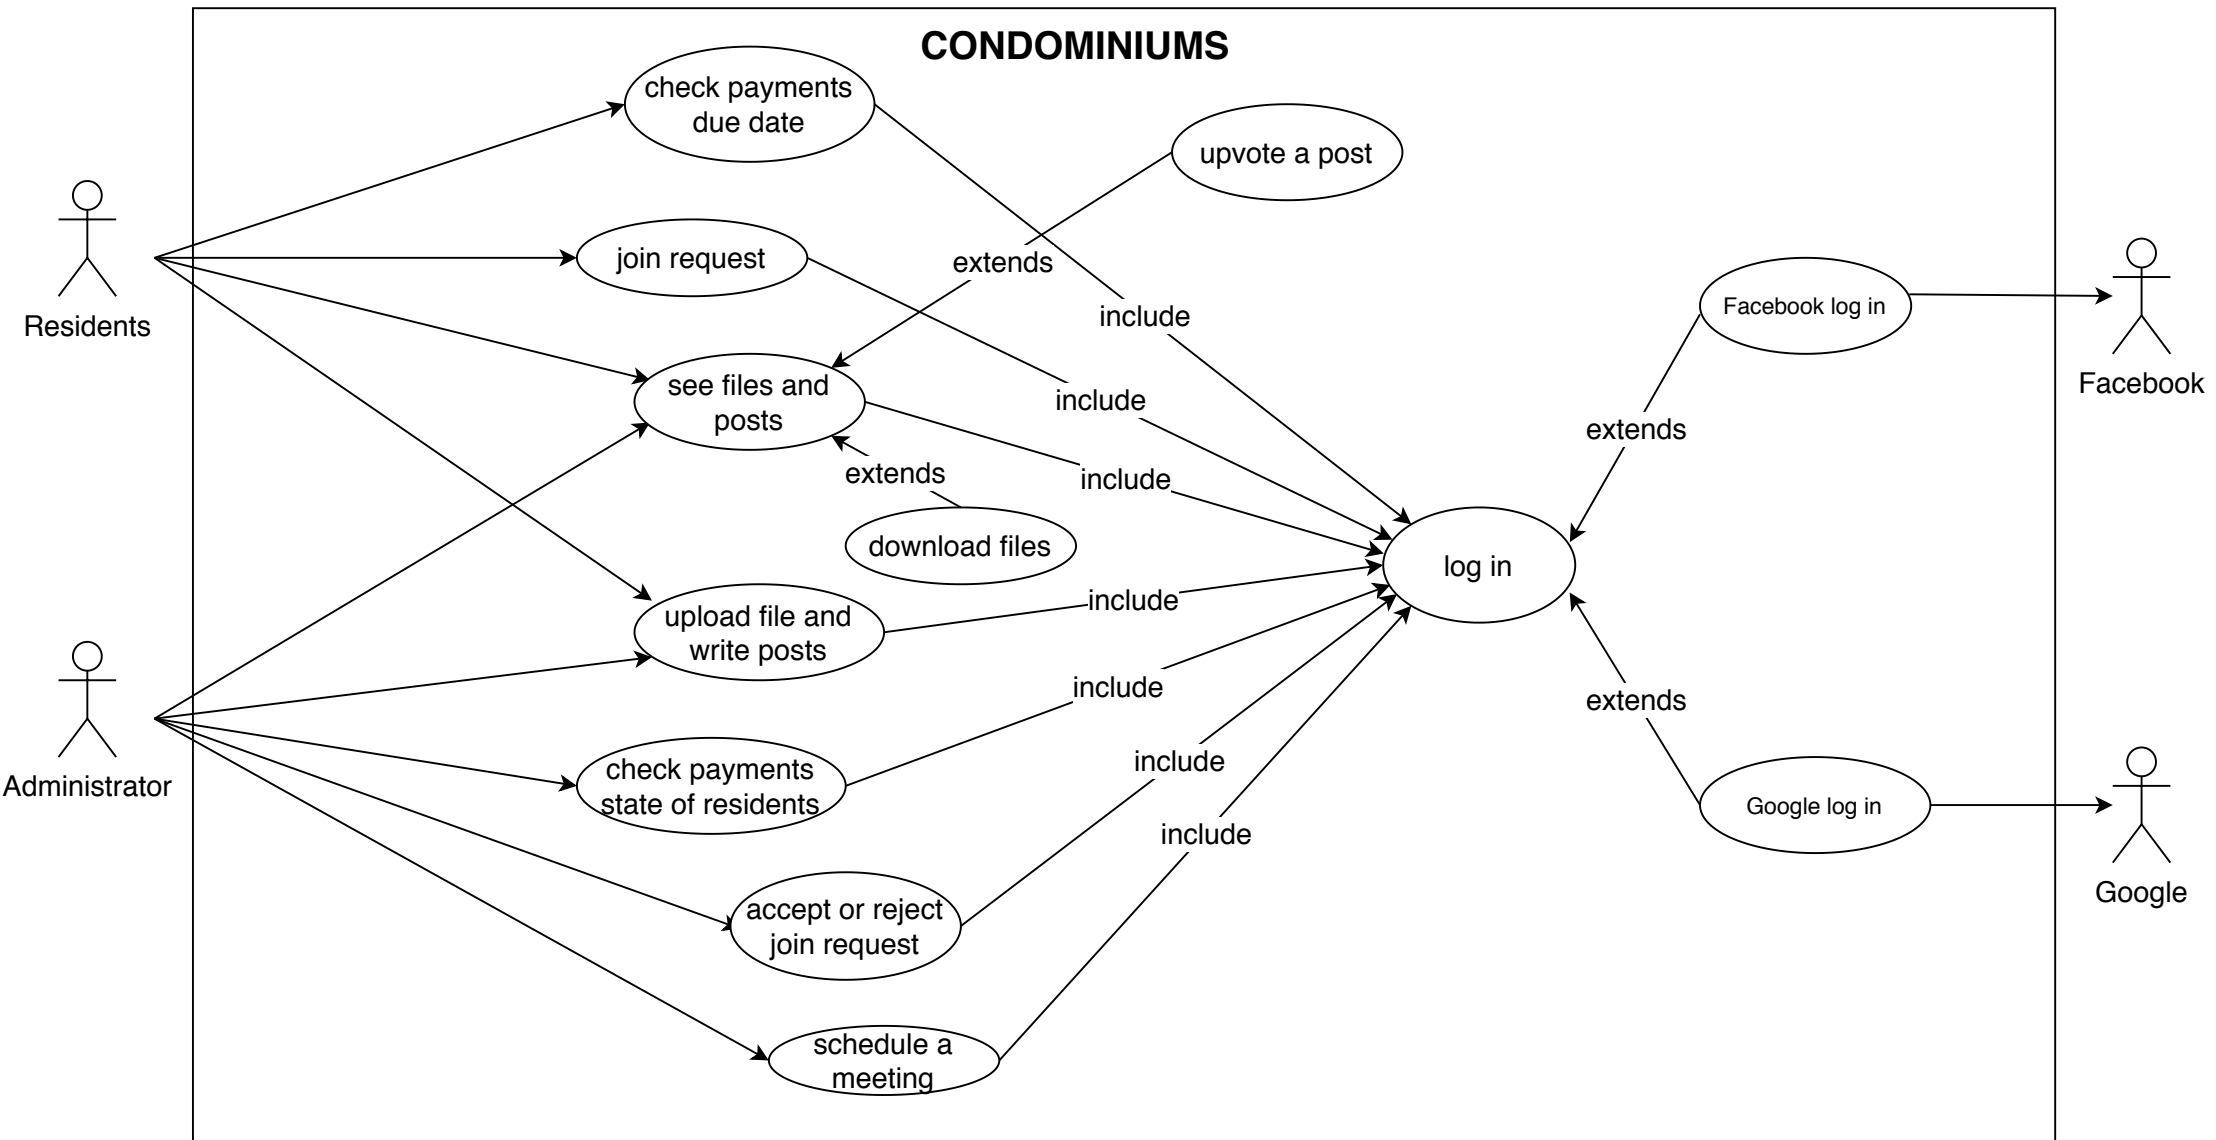 CONDOMINIUMS
check payments
due date
upvote a post
join request
extends
include
Residents
Facebook log in
Facebook
see files and
posts
include
extends
extends
include
download files
log in
upload file and
write posts
include
include
extends
Administrator
check payments
state of residents
include
Google log in
include
Google
accept or reject
join request
schedule a
meeting